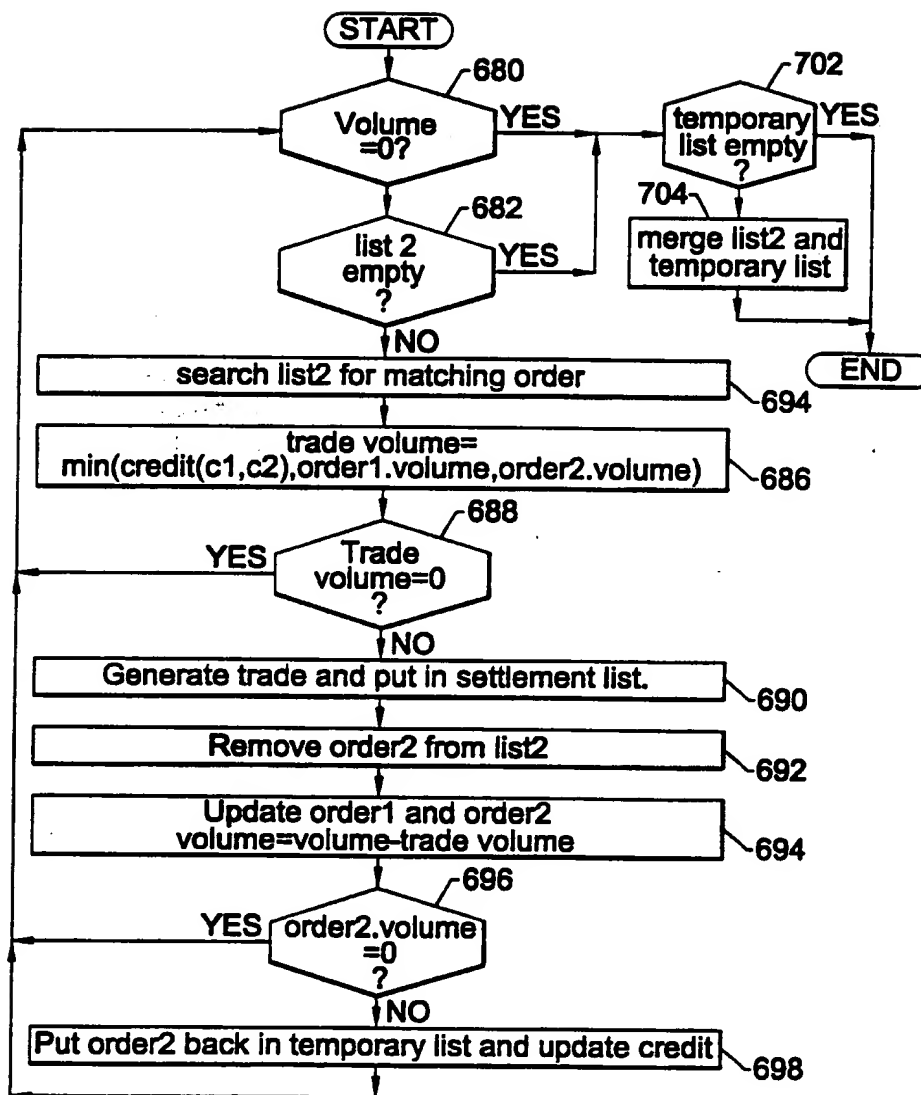 START
680
Volume
=0?
YES
682
list 2
empty
?
YES
NO
702
temporary
list empty
?
YES
704
merge list2 and
temporary list
END
search list2 for matching order
694
trade volume=
min(credit(c1,c2),order1.volume,order2.volume)
686
688
YES
Trade
volume=0
?
NO
Generate trade and put in settlement list.
690
Remove order2 from list2
692
Update order1 and order2
volume=volume-trade volume
694
696
YES
order2.volume
=0
?
NO
Put order2 back in temporary list and update credit
698